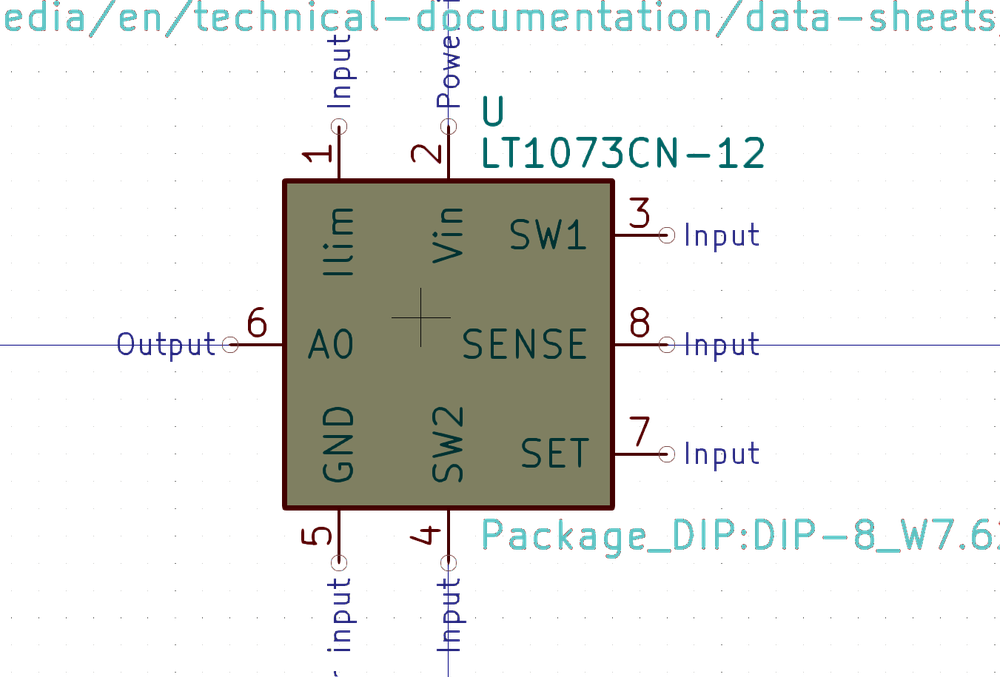 edia/en/technical-documentation/data-sheets
Input
Power
U
LT1073CN-12
1
2
3
Input
Ilim
Vin
SW1
Output
6
A0
SENSE
8
Input
GND
SW2
SET
7
Input
5
4
Package_DIP:DIP-8_W7.6
input
Input